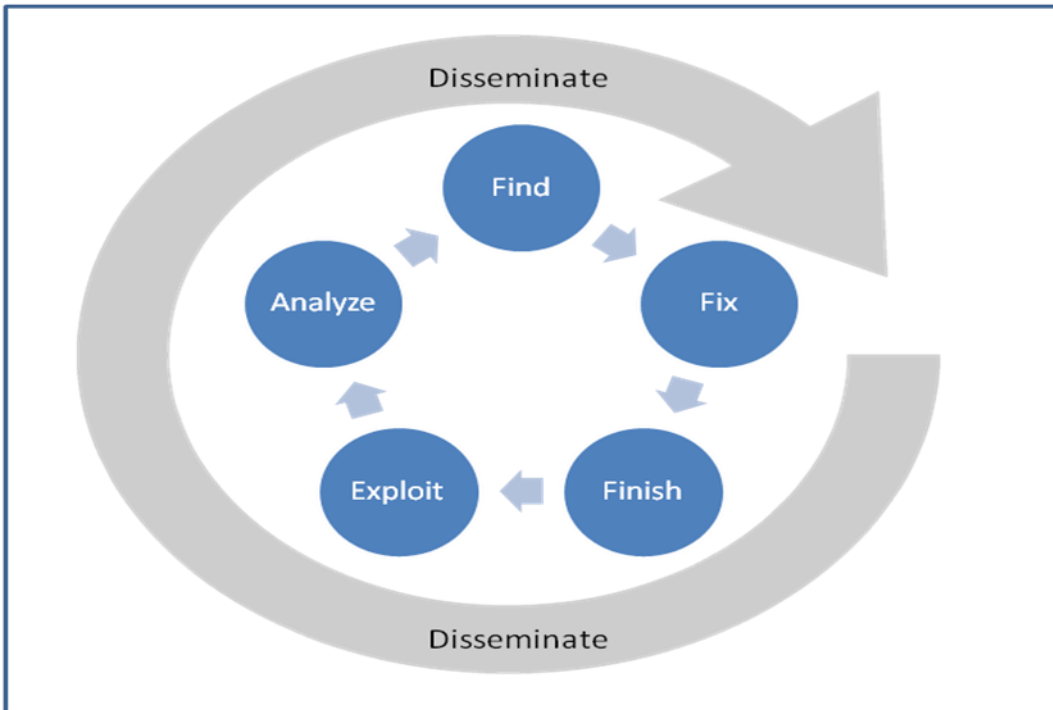 Disseminate
Find
Fix
Finish
Exploit
Analyze
Disseminate